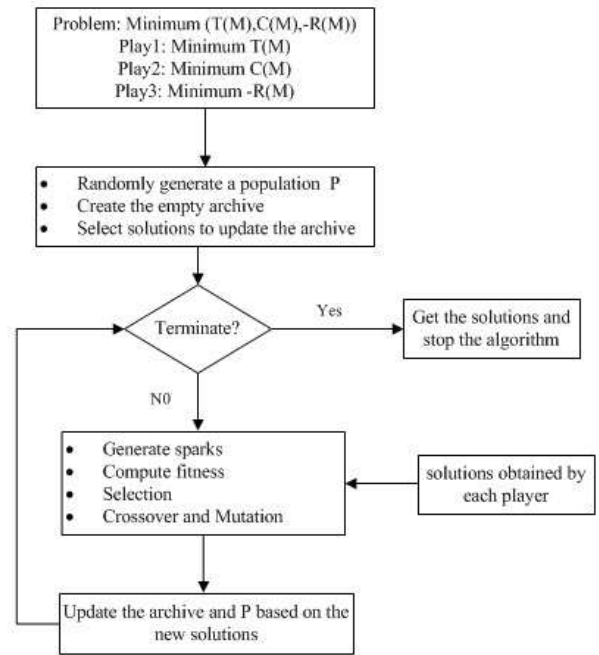 Problem: Minimum (T(M),C(M),-R(M))
Play1: Minimum T(M)
Play2: Minimum C(M)
Play3: Minimum -R(M)
• Randomly generate a population P
• Create the empty archive
• Select solutions to update the archive
Terminate?
Yes
Get the solutions and
stop the algorithm
N0
• Generate sparks
• Compute fitness
• Selection
• Crossover and Mutation
solutions obtained by
each player
Update the archive and P based on the
new solutions